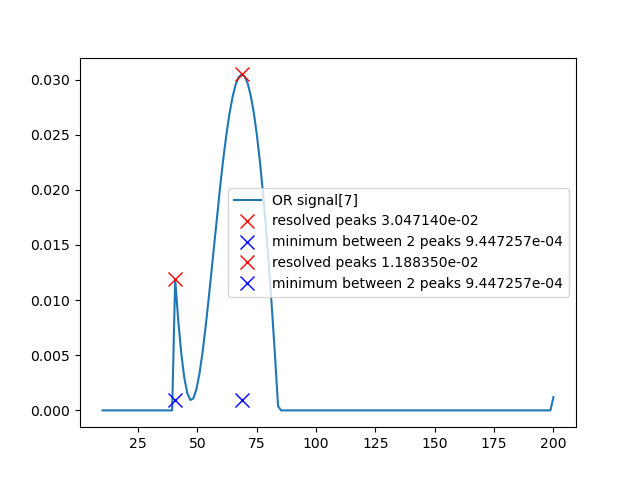 0.030
0.025
0.020
0.015
0.010
0.005
0.000
OR signal[7]
resolved peaks 3.047140e-02
minimum between 2 peaks 9.447257e-04
resolved peaks 1.188350e-02
minimum between 2 peaks 9.447257e-04
25 50 75 100 125 150 175 200